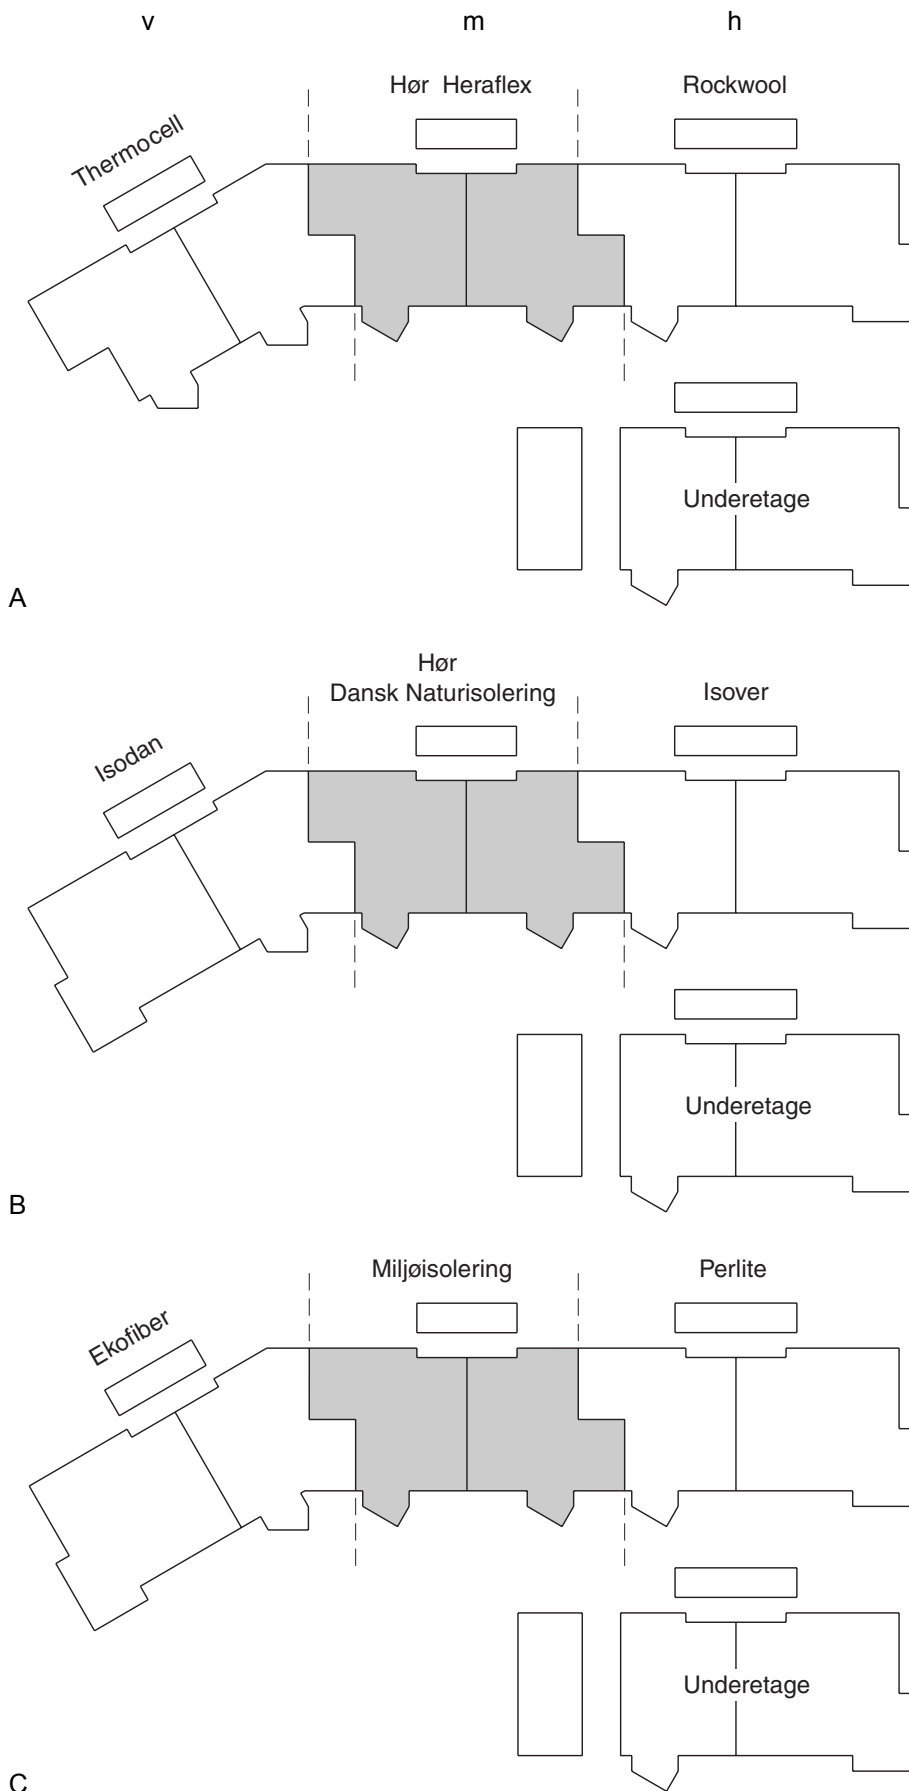 v m h
Hør Heraflex Rockwool
Thermocell
Underetage
A
Hør
Dansk Naturisolering Isover
Isodan
Underetage
B
Miljøisolering Perlite
Ekofiber
Underetage
C